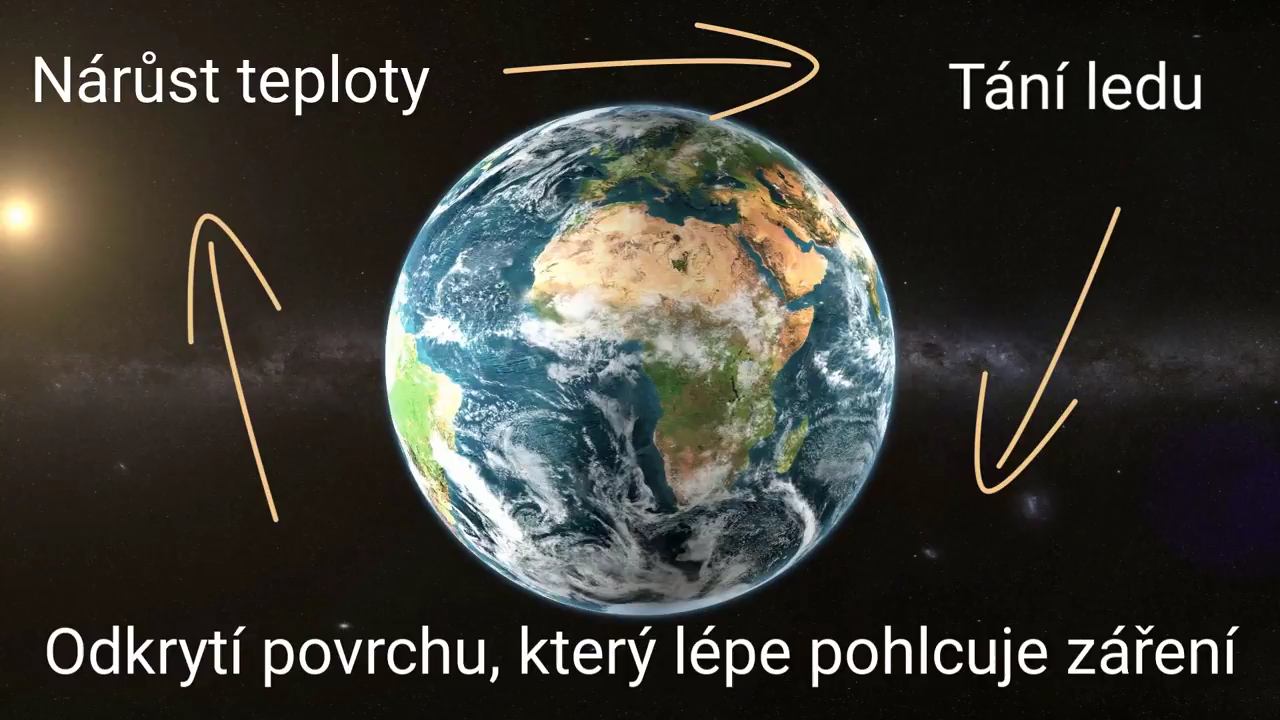 Nárůst teploty
Tání ledu
Odkrytí povrchu, který lépe pohlcuje záření